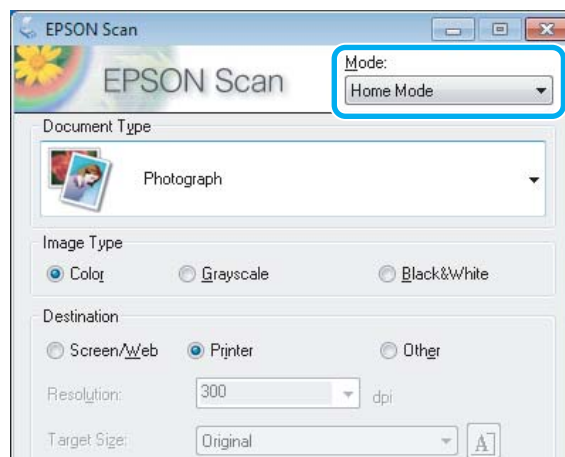 EPSON Scan
EPSON Scan
Mode:
Home Mode
Document Type
Photograph
Image Type
Color Grayscale Black&White
Destination
Screen/Web Printer Other
Resolution: 300 dpi
Target Size: Original A